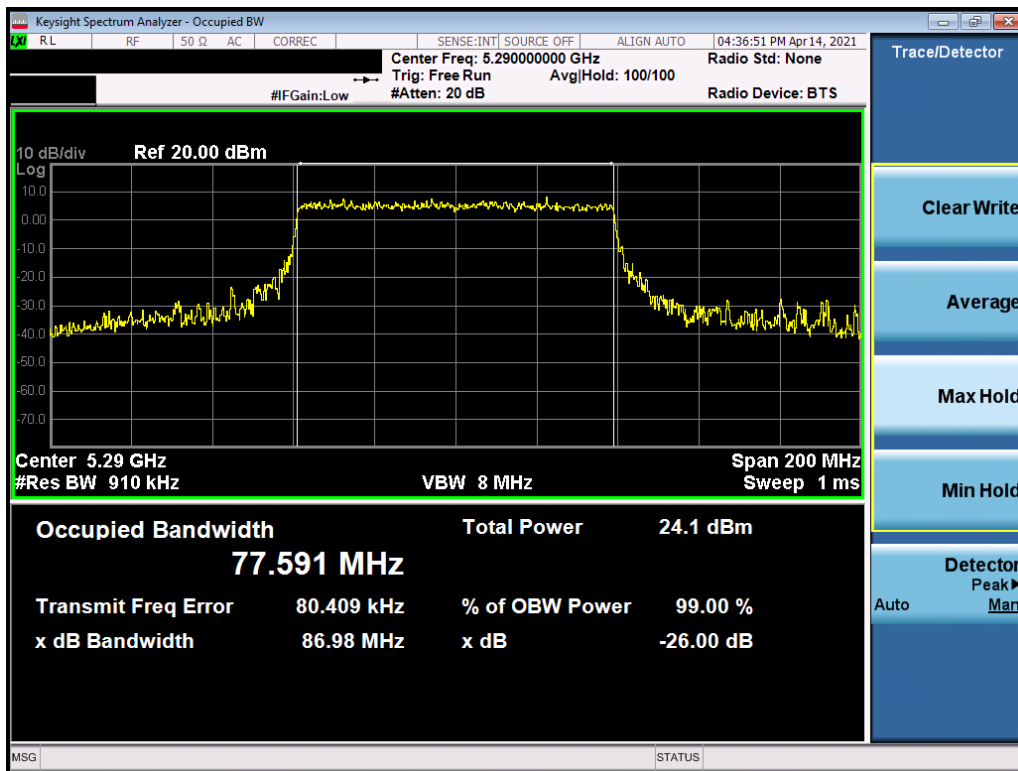 Keysight Spectrum Analyzer - Occupied BW
LXI RL RF 50 Ω AC CORREC SENSE:INT SOURCE OFF ALIGN AUTO 04:36:51 PM Apr 14, 2021
Center Freq: 5.290000000 GHz Radio Std: None
Trig: Free Run Avg|Hold: 100/100
#IFGain:Low #Atten: 20 dB Radio Device: BTS
10 dB/div Ref 20.00 dBm
Log
10.0
0.00
-10.0
-20.0
-30.0
-40.0
-50.0
-60.0
-70.0
Center 5.29 GHz Span 200 MHz
#Res BW 910 kHz VBW 8 MHz Sweep 1 ms
Occupied Bandwidth Total Power 24.1 dBm
77.591 MHz
Transmit Freq Error 80.409 kHz % of OBW Power 99.00 %
x dB Bandwidth 86.98 MHz x dB -26.00 dB
MSG STATUS
Trace/Detector
Clear Write
Average
Max Hold
Min Hold
Detector
Peak▶
Auto Man